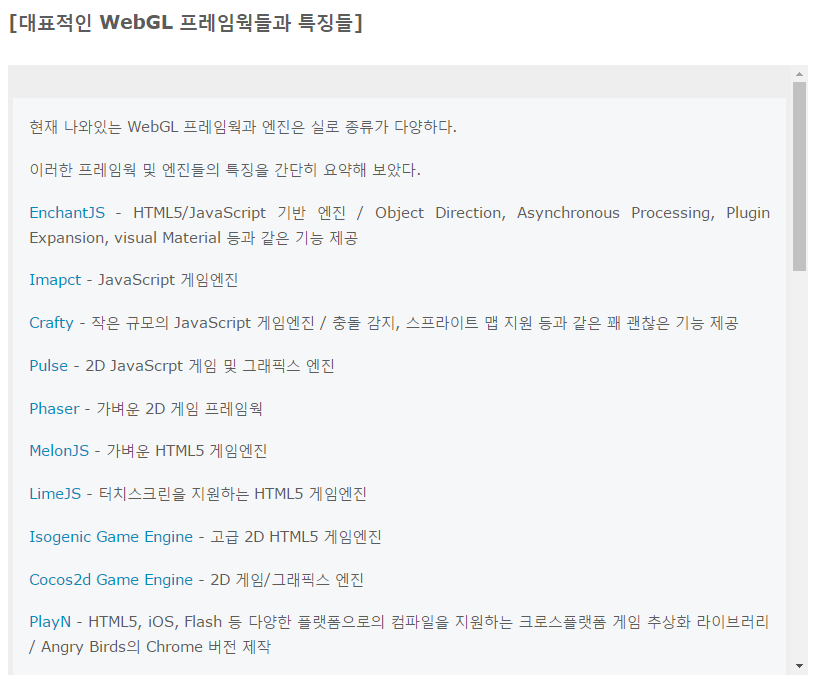 [대표적인 WebGL 프레임웍들과 특징들]
현재 나와있는 WebGL 프레임웍과 엔진은 실로 종류가 다양하다.
이러한 프레임웍 및 엔진들의 특징을 간단히 요약해 보았다.
EnchantJS - HTML5/JavaScript 기반 엔진 / Object Direction, Asynchronous Processing, Plugin
Expansion, visual Material 등과 같은 기능 제공
Imapct - JavaScript 게임엔진
Crafty - 작은 규모의 JavaScript 게임엔진 / 충돌 감지, 스프라이트 맵 지원 등과 같은 꽤 괜찮은 기능 제공
Pulse - 2D JavaScrpt 게임 및 그래픽스 엔진
Phaser - 가벼운 2D 게임 프레임웍
MelonJS - 가벼운 HTML5 게임엔진
LimeJS - 터치스크린을 지원하는 HTML5 게임엔진
Isogenic Game Engine - 고급 2D HTML5 게임엔진
Cocos2d Game Engine - 2D 게임/그래픽스 엔진
PlayN - HTML5, iOS, Flash 등 다양한 플랫폼으로의 컴파일을 지원하는 크로스플랫폼 게임 추상화 라이브러리
/ Angry Birds의 Chrome 버전 제작